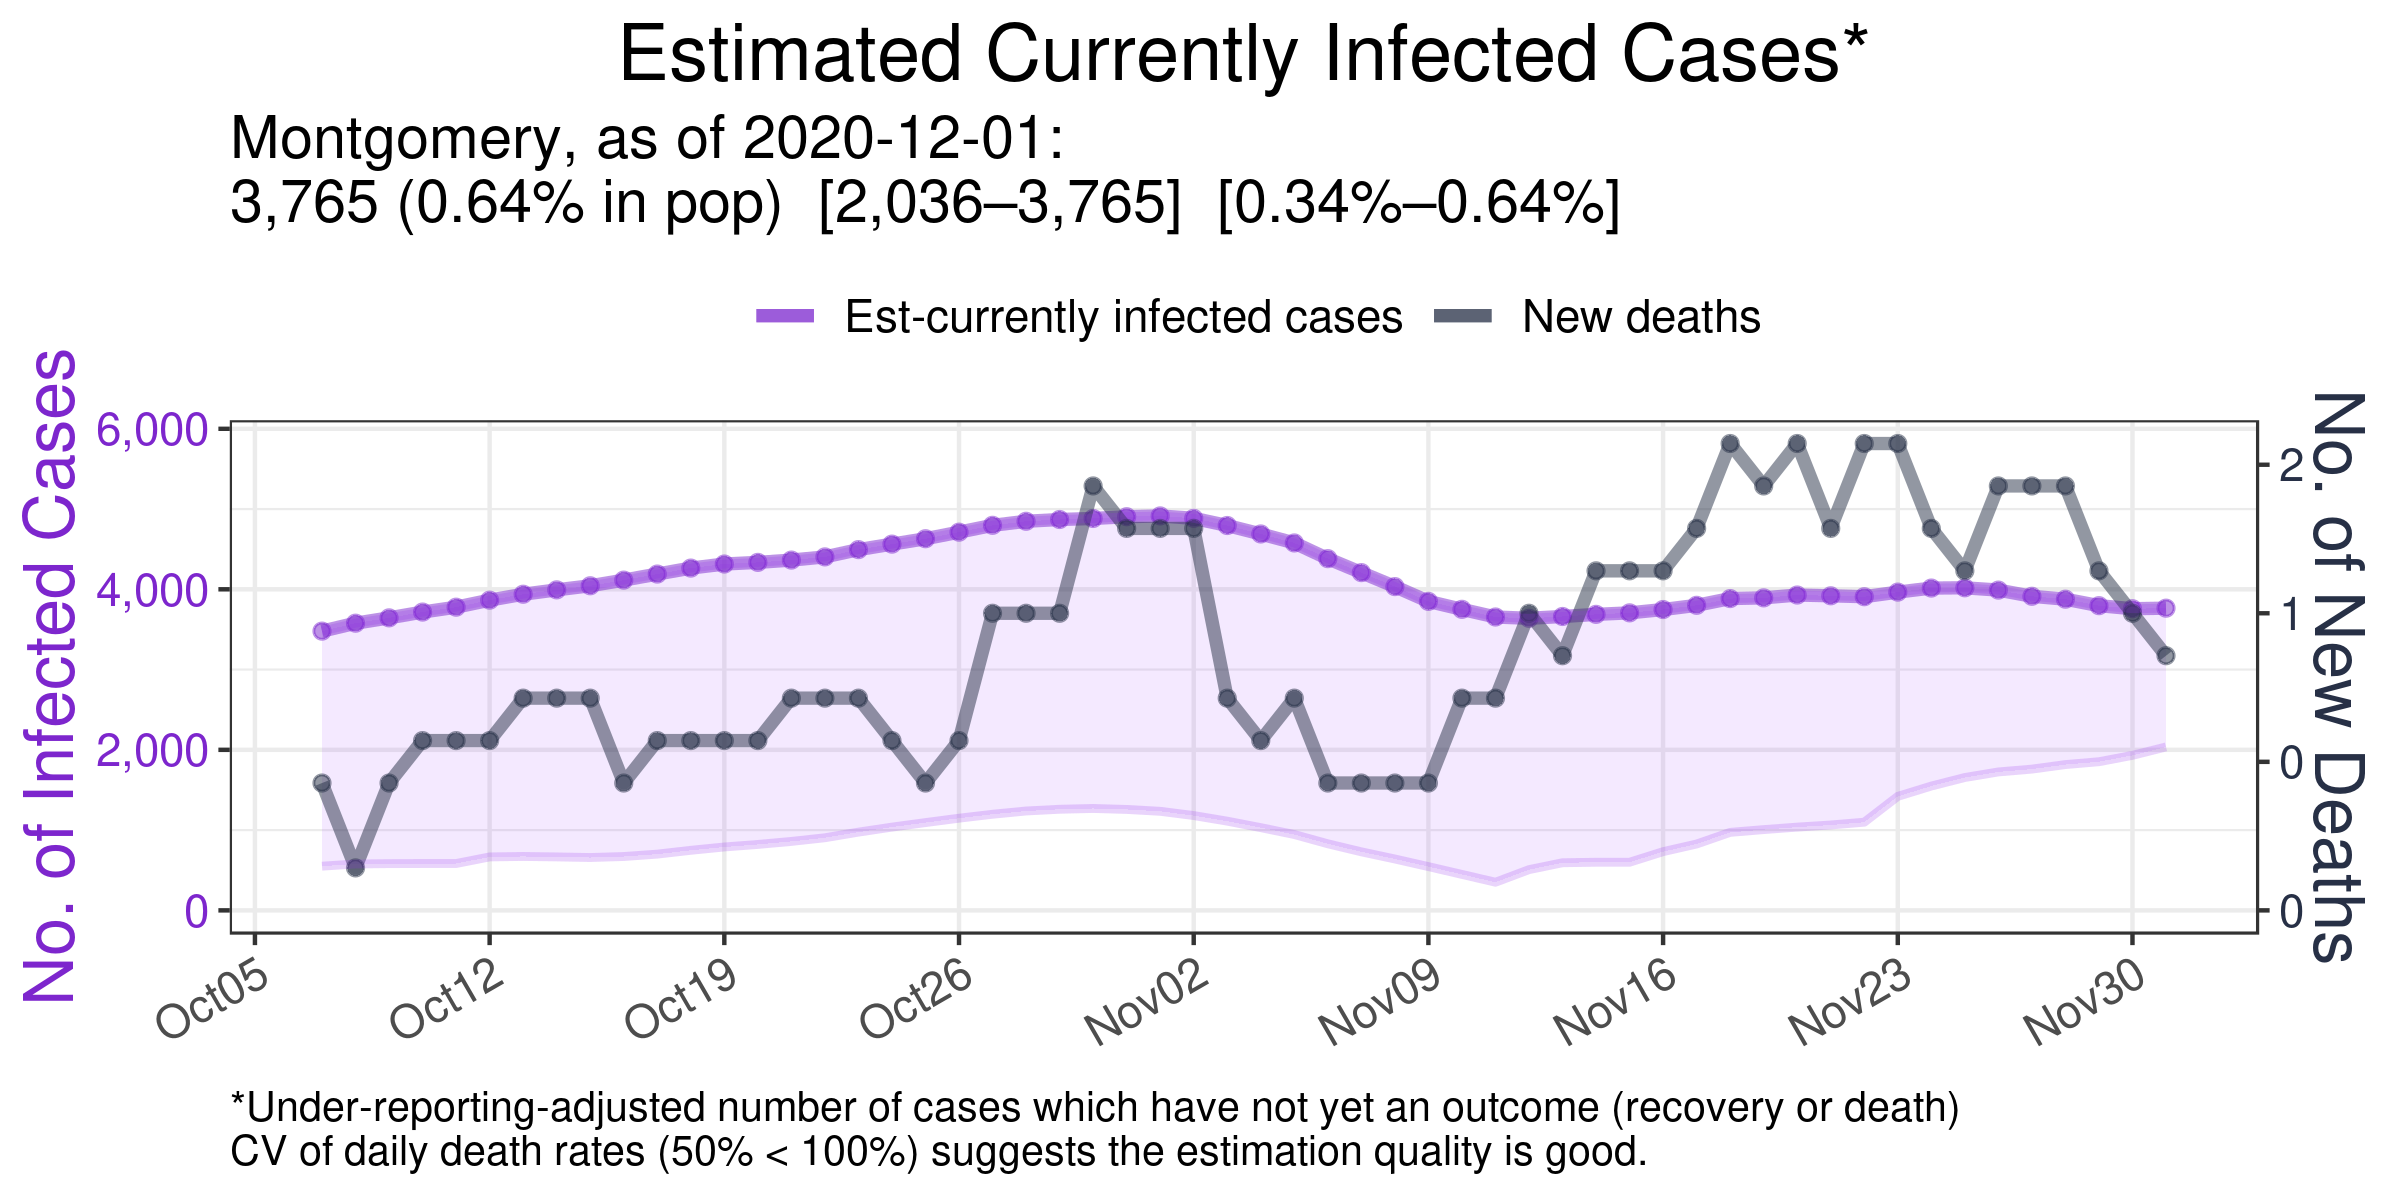 Estimated Currently Infected Cases*
Montgomery, as of 2020-12-01:
3,765 (0.64% in pop)  [2,036–3,765]  [0.34%–0.64%]
Est-currently infected cases
New deaths
No. of Infected Cases
6,000
4,000
2,000
0
2
1
0
0
No. of New Deaths
Oct05
Oct12
Oct19
Oct26
Nov02
Nov09
Nov16
Nov23
Nov30
*Under-reporting-adjusted number of cases which have not yet an outcome (recovery or death)
CV of daily death rates (50% < 100%) suggests the estimation quality is good.